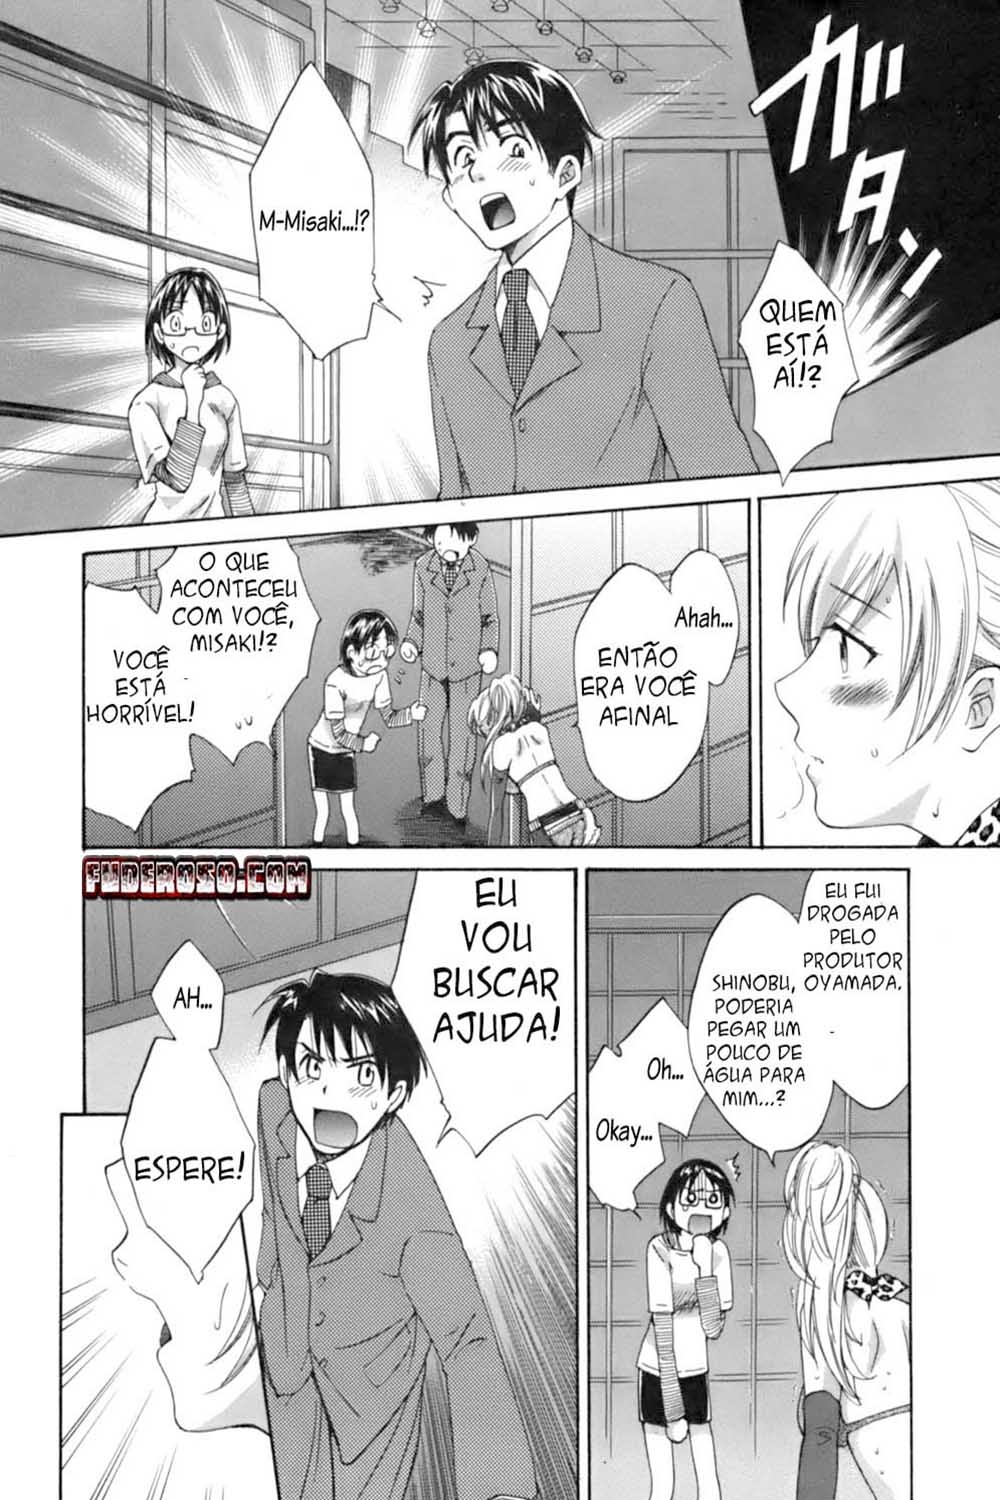 ガタン
QUEM
ESTÁ
AÍ!?
M-Misaki...!?
Ahah...
ENTÃO
ERA VOCÊ
AFINAL
O QUE
ACONTECEU
COM VOCÊ,
MISAKI!?
VOCÊ
ESTÁ
HORRÍVEL!
FUDEROSO.COM
EU FUI
DROGADA
PELO
PRODUTOR
OYAMADA.
SHINOBU,
PODERIA
PEGAR UM
POUCO DE
ÁGUA PARA
MIM...?
Oh...
Okay...
EU
VOU
BUSCAR
AJUDA!
AH...
ESPERE!